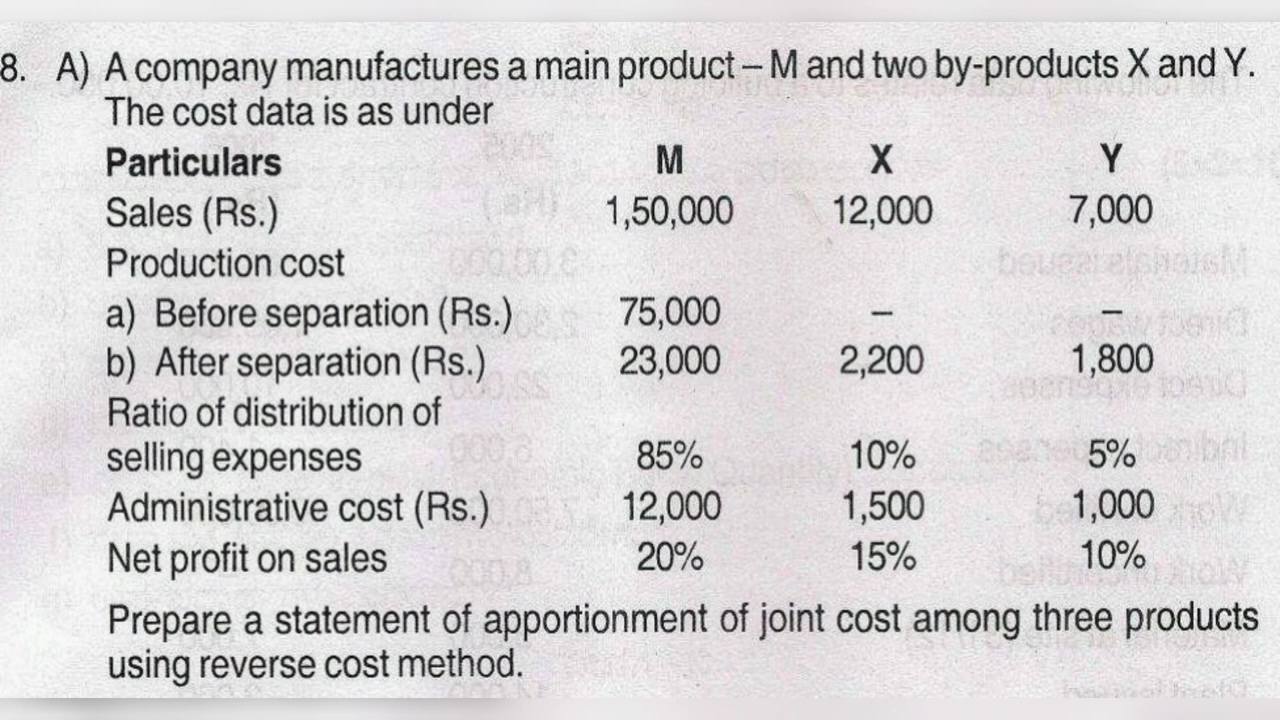 8. A) A company manufactures a main product – M and two by-products X and Y.
The cost data is as under
Particulars M X Y
Sales (Rs.) 1,50,000 12,000 7,000
Production cost
a) Before separation (Rs.) 75,000 – –
b) After separation (Rs.) 23,000 2,200 1,800
Ratio of distribution of
selling expenses 85% 10% 5%
Administrative cost (Rs.) 12,000 1,500 1,000
Net profit on sales 20% 15% 10%
Prepare a statement of apportionment of joint cost among three products
using reverse cost method.